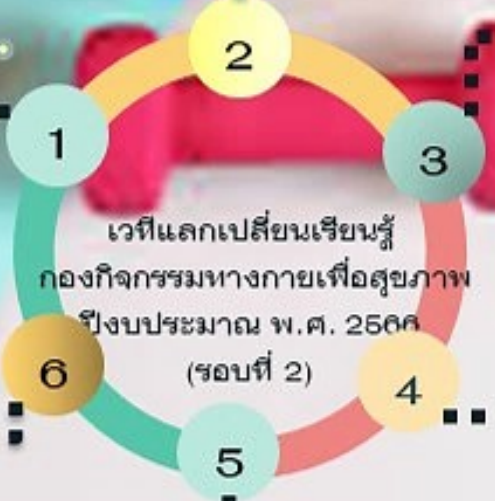 1
2
3
4
5
6
เวทีแลกเปลี่ยนเรียนรู้
กองกิจกรรมทางกายเพื่อสุขภาพ
ปีงบประมาณ พ.ศ. 2566
(รอบที่ 2)